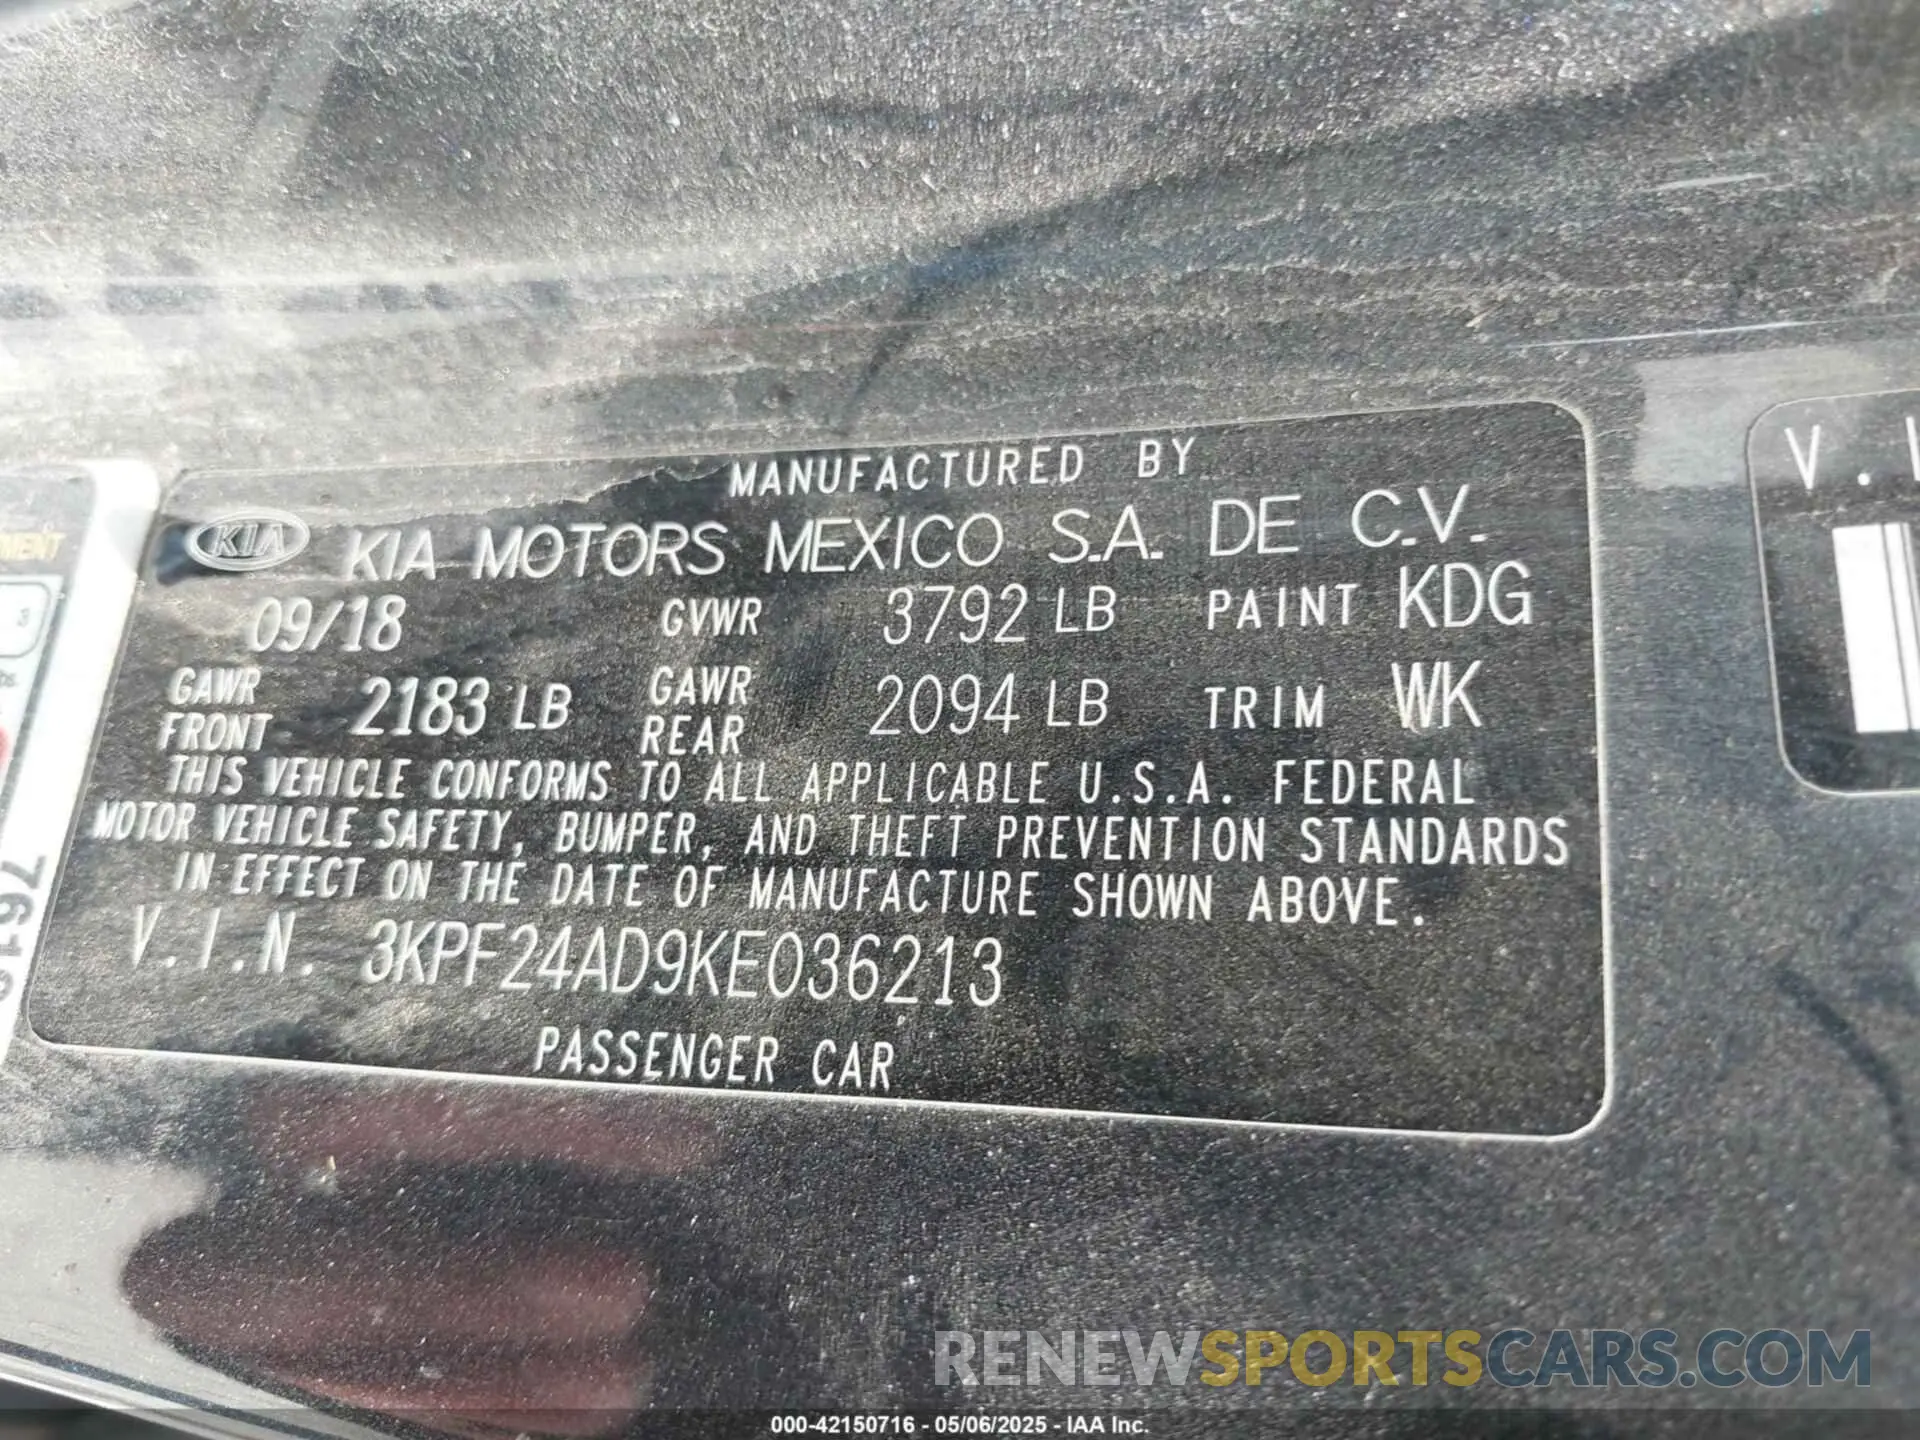 MANUFACTURED BY
KIA KIA MOTORS MEXICO S.A. DE C.V.
09/18 GVWR 3792 LB PAINT KDG
GAWR FRONT 2183 LB GAWR REAR 2094 LB TRIM WK
THIS VEHICLE CONFORMS TO ALL APPLICABLE U.S.A. FEDERAL
MOTOR VEHICLE SAFETY, BUMPER, AND THEFT PREVENTION STANDARDS
IN EFFECT ON THE DATE OF MANUFACTURE SHOWN ABOVE.
V.I.N. 3KPF24AD9KE036213
PASSENGER CAR
RENEWSPORTSCARS.COM
000-42150716 - 05/06/2025 - IAA Inc.